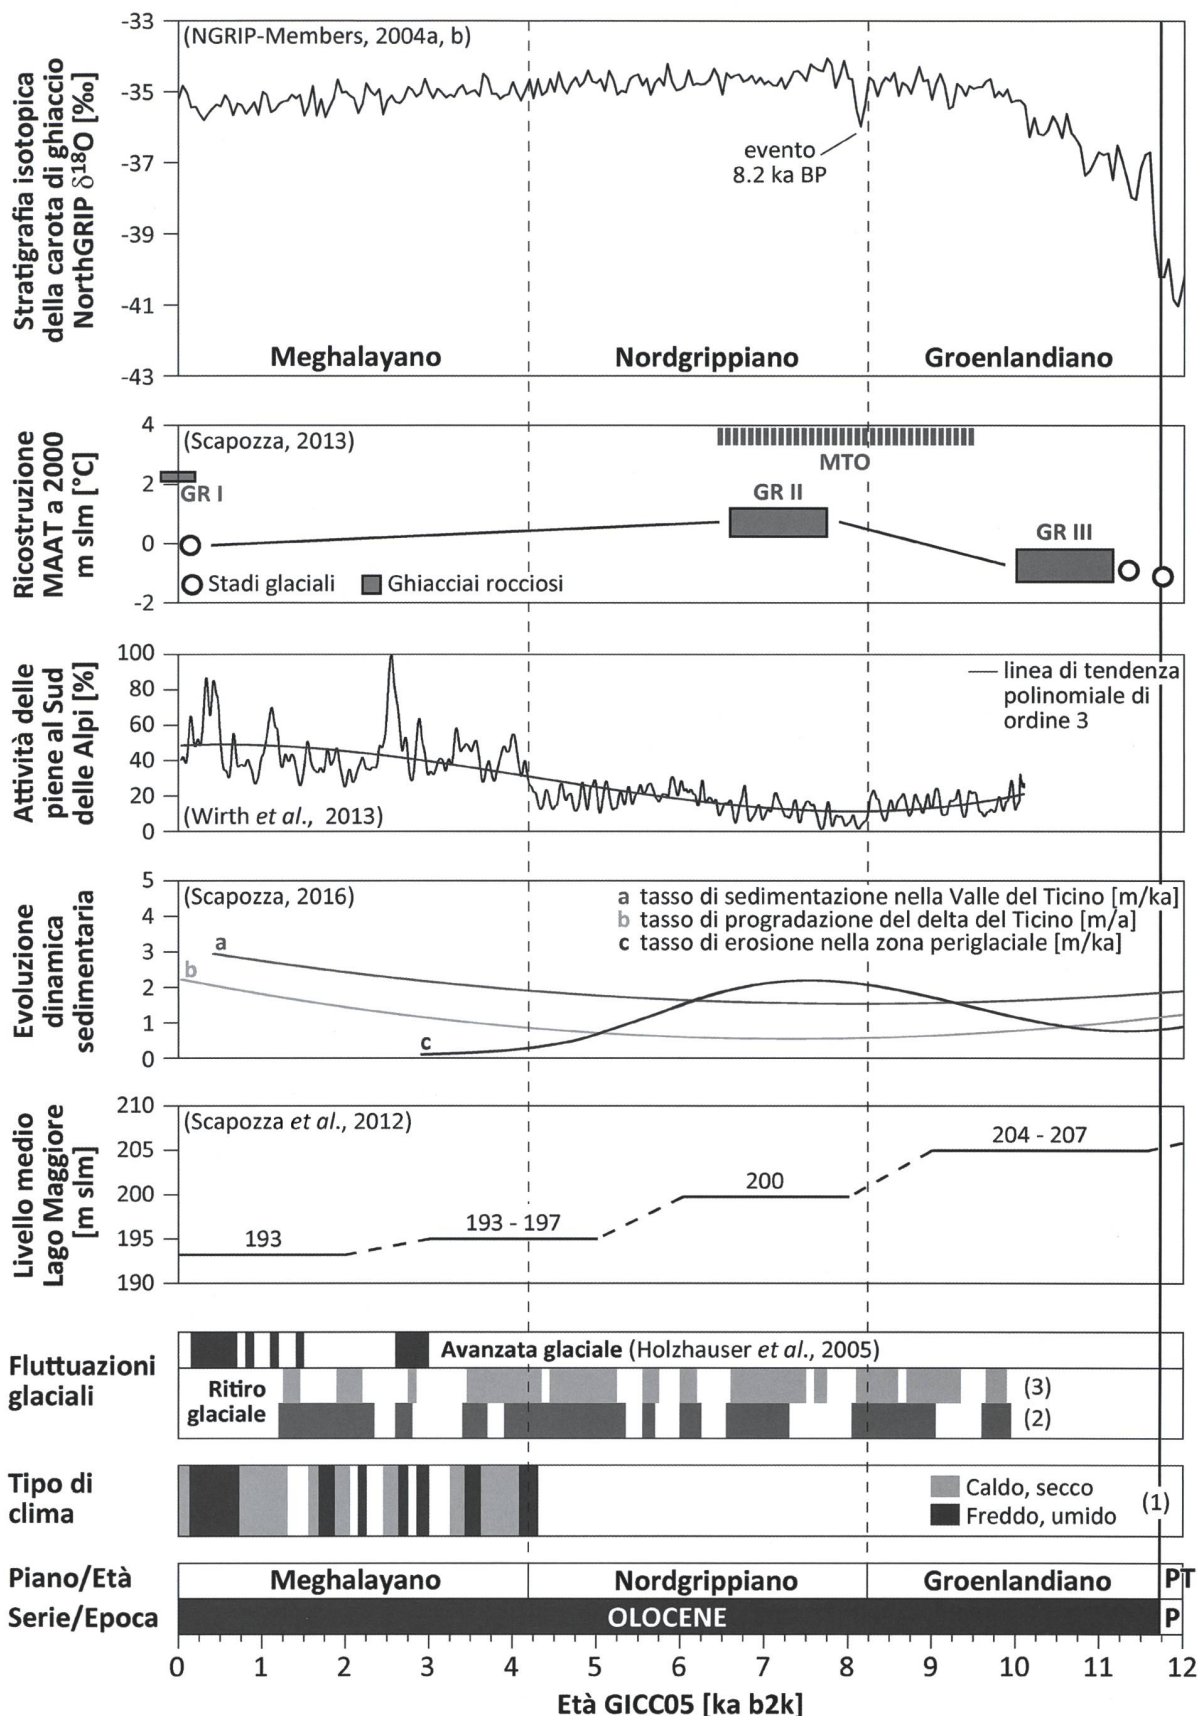 Stratigrafia isotopica
della carota di ghiaccio
NorthGRIP δ18O [‰]
-33
-35
-37
-39
-41
-43
(NGRIP-Members, 2004a, b)
evento
8.2 ka BP
Meghalayano
Nordgrippiano
Groenlandiano
Ricostruzione
MAAT a 2000
m slm [°C]
4
2
0
-2
(Scapozza, 2013)
GR I
MTO
GR II
GR III
Stadi glaciali
Ghiacciai rocciosi
Attività delle
piene al Sud
delle Alpi [%]
100
80
60
40
20
0
linea di tendenza
polinomiale di
ordine 3
(Wirth et al., 2013)
Evoluzione
dinamica
sedimentaria
5
4
3
2
1
0
(Scapozza, 2016)
a tasso di sedimentazione nella Valle del Ticino [m/ka]
b tasso di progradazione del delta del Ticino [m/a]
c tasso di erosione nella zona periglaciale [m/ka]
a
b
c
Livello medio
Lago Maggiore
[m slm]
210
205
200
195
190
(Scapozza et al., 2012)
193
193 - 197
200
204 - 207
Fluttuazioni
glaciali
Avanzata glaciale (Holzhauser et al., 2005)
Ritiro
glaciale
(3)
(2)
Tipo di
clima
Caldo, secco
Freddo, umido
(1)
Piano/Età
Meghalayano
Nordgrippiano
Groenlandiano
PT
Serie/Epoca
OLOCENE
P
0 1 2 3 4 5 6 7 8 9 10 11 12
Età GICC05 [ka b2k]